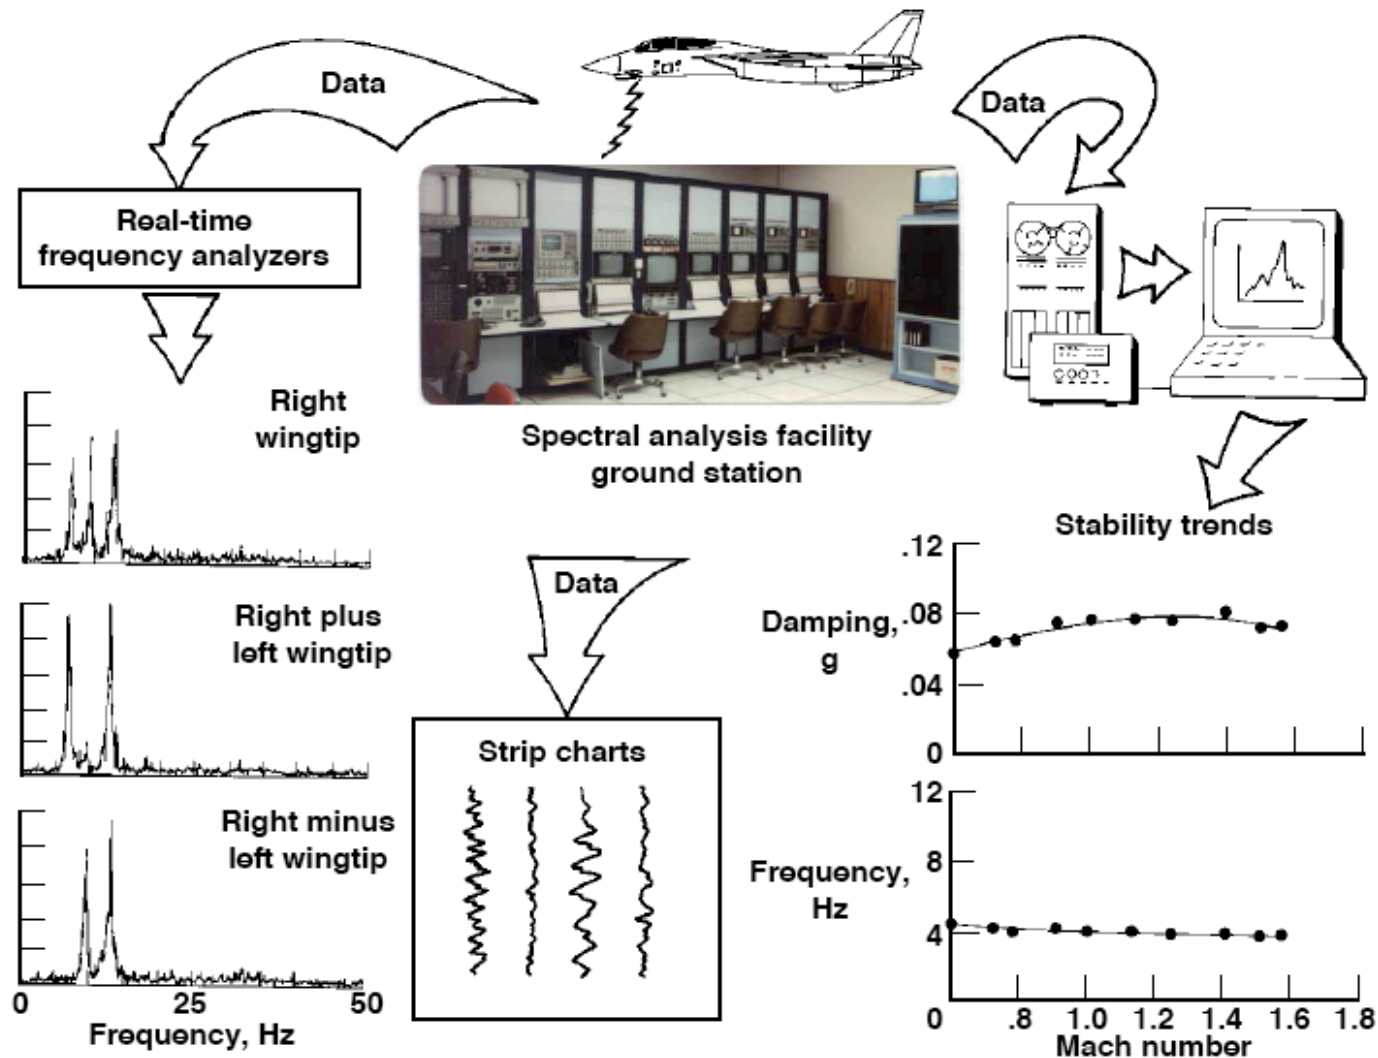 Data
Data
Real-time
frequency analyzers
Spectral analysis facility
ground station
Right
wingtip
Right plus
left wingtip
Right minus
left wingtip
0 25 50
Frequency, Hz
Data
Strip charts
Stability trends
.12
.08
.04
0
Damping,
g
12
8
4
0
Frequency,
Hz
.8 1.0 1.2 1.4 1.6 1.8
Mach number